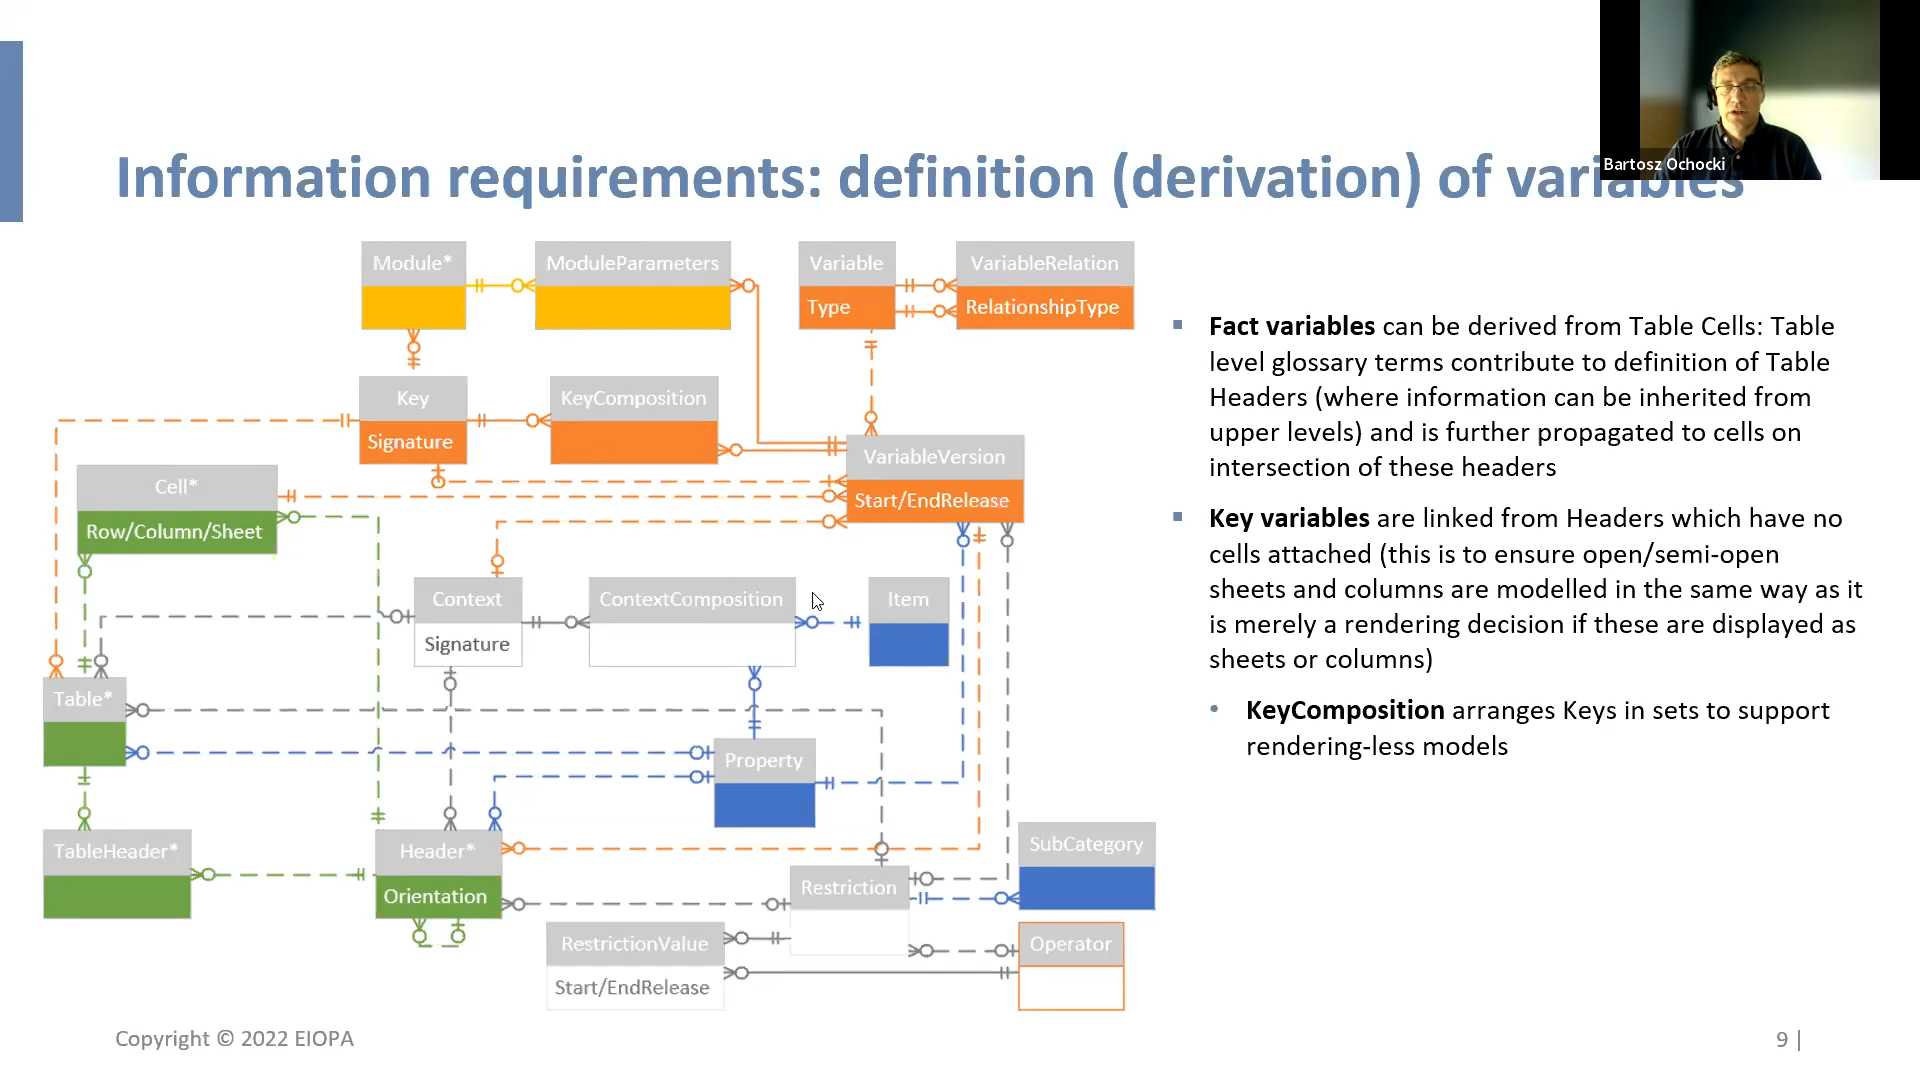 Bartosz Ochocki
Information requirements: definition (derivation) of variables
Module*
ModuleParameters
Variable
Type
VariableRelation
RelationshipType
Key
Signature
KeyComposition
VariableVersion
Start/EndRelease
Cell*
Row/Column/Sheet
Context
Signature
ContextComposition
Item
Table*
Property
TableHeader*
Header*
Orientation
Restriction
SubCategory
RestrictionValue
Start/EndRelease
Operator
Fact variables can be derived from Table Cells: Table
level glossary terms contribute to definition of Table
Headers (where information can be inherited from
upper levels) and is further propagated to cells on
intersection of these headers
Key variables are linked from Headers which have no
cells attached (this is to ensure open/semi-open
sheets and columns are modelled in the same way as it
is merely a rendering decision if these are displayed as
sheets or columns)
KeyComposition arranges Keys in sets to support
rendering-less models
Copyright © 2022 EIOPA
9 |